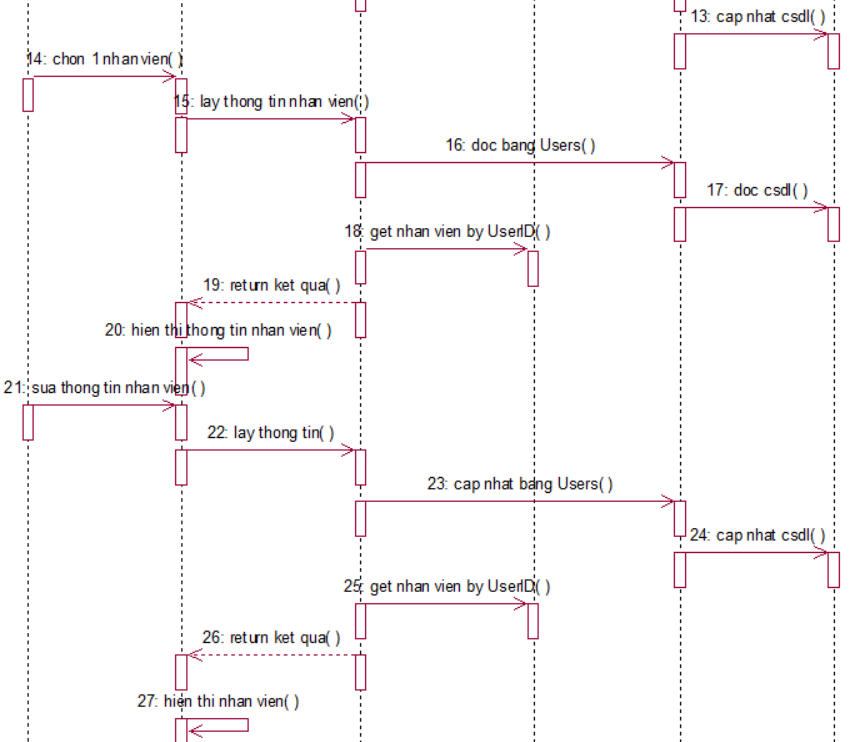 13: cap nhat csdl( )
14: chon 1 nhan vien( )
15: lay thong tin nhan vien( )
16: doc bang Users( )
17: doc csdl( )
18: get nhan vien by UserID( )
19: return ket qua( )
20: hien thi thong tin nhan vien( )
21: sua thong tin nhan vien( )
22: lay thong tin( )
23: cap nhat bang Users( )
24: cap nhat csdl( )
25: get nhan vien by UserID( )
26: return ket qua( )
27: hien thi nhan vien( )